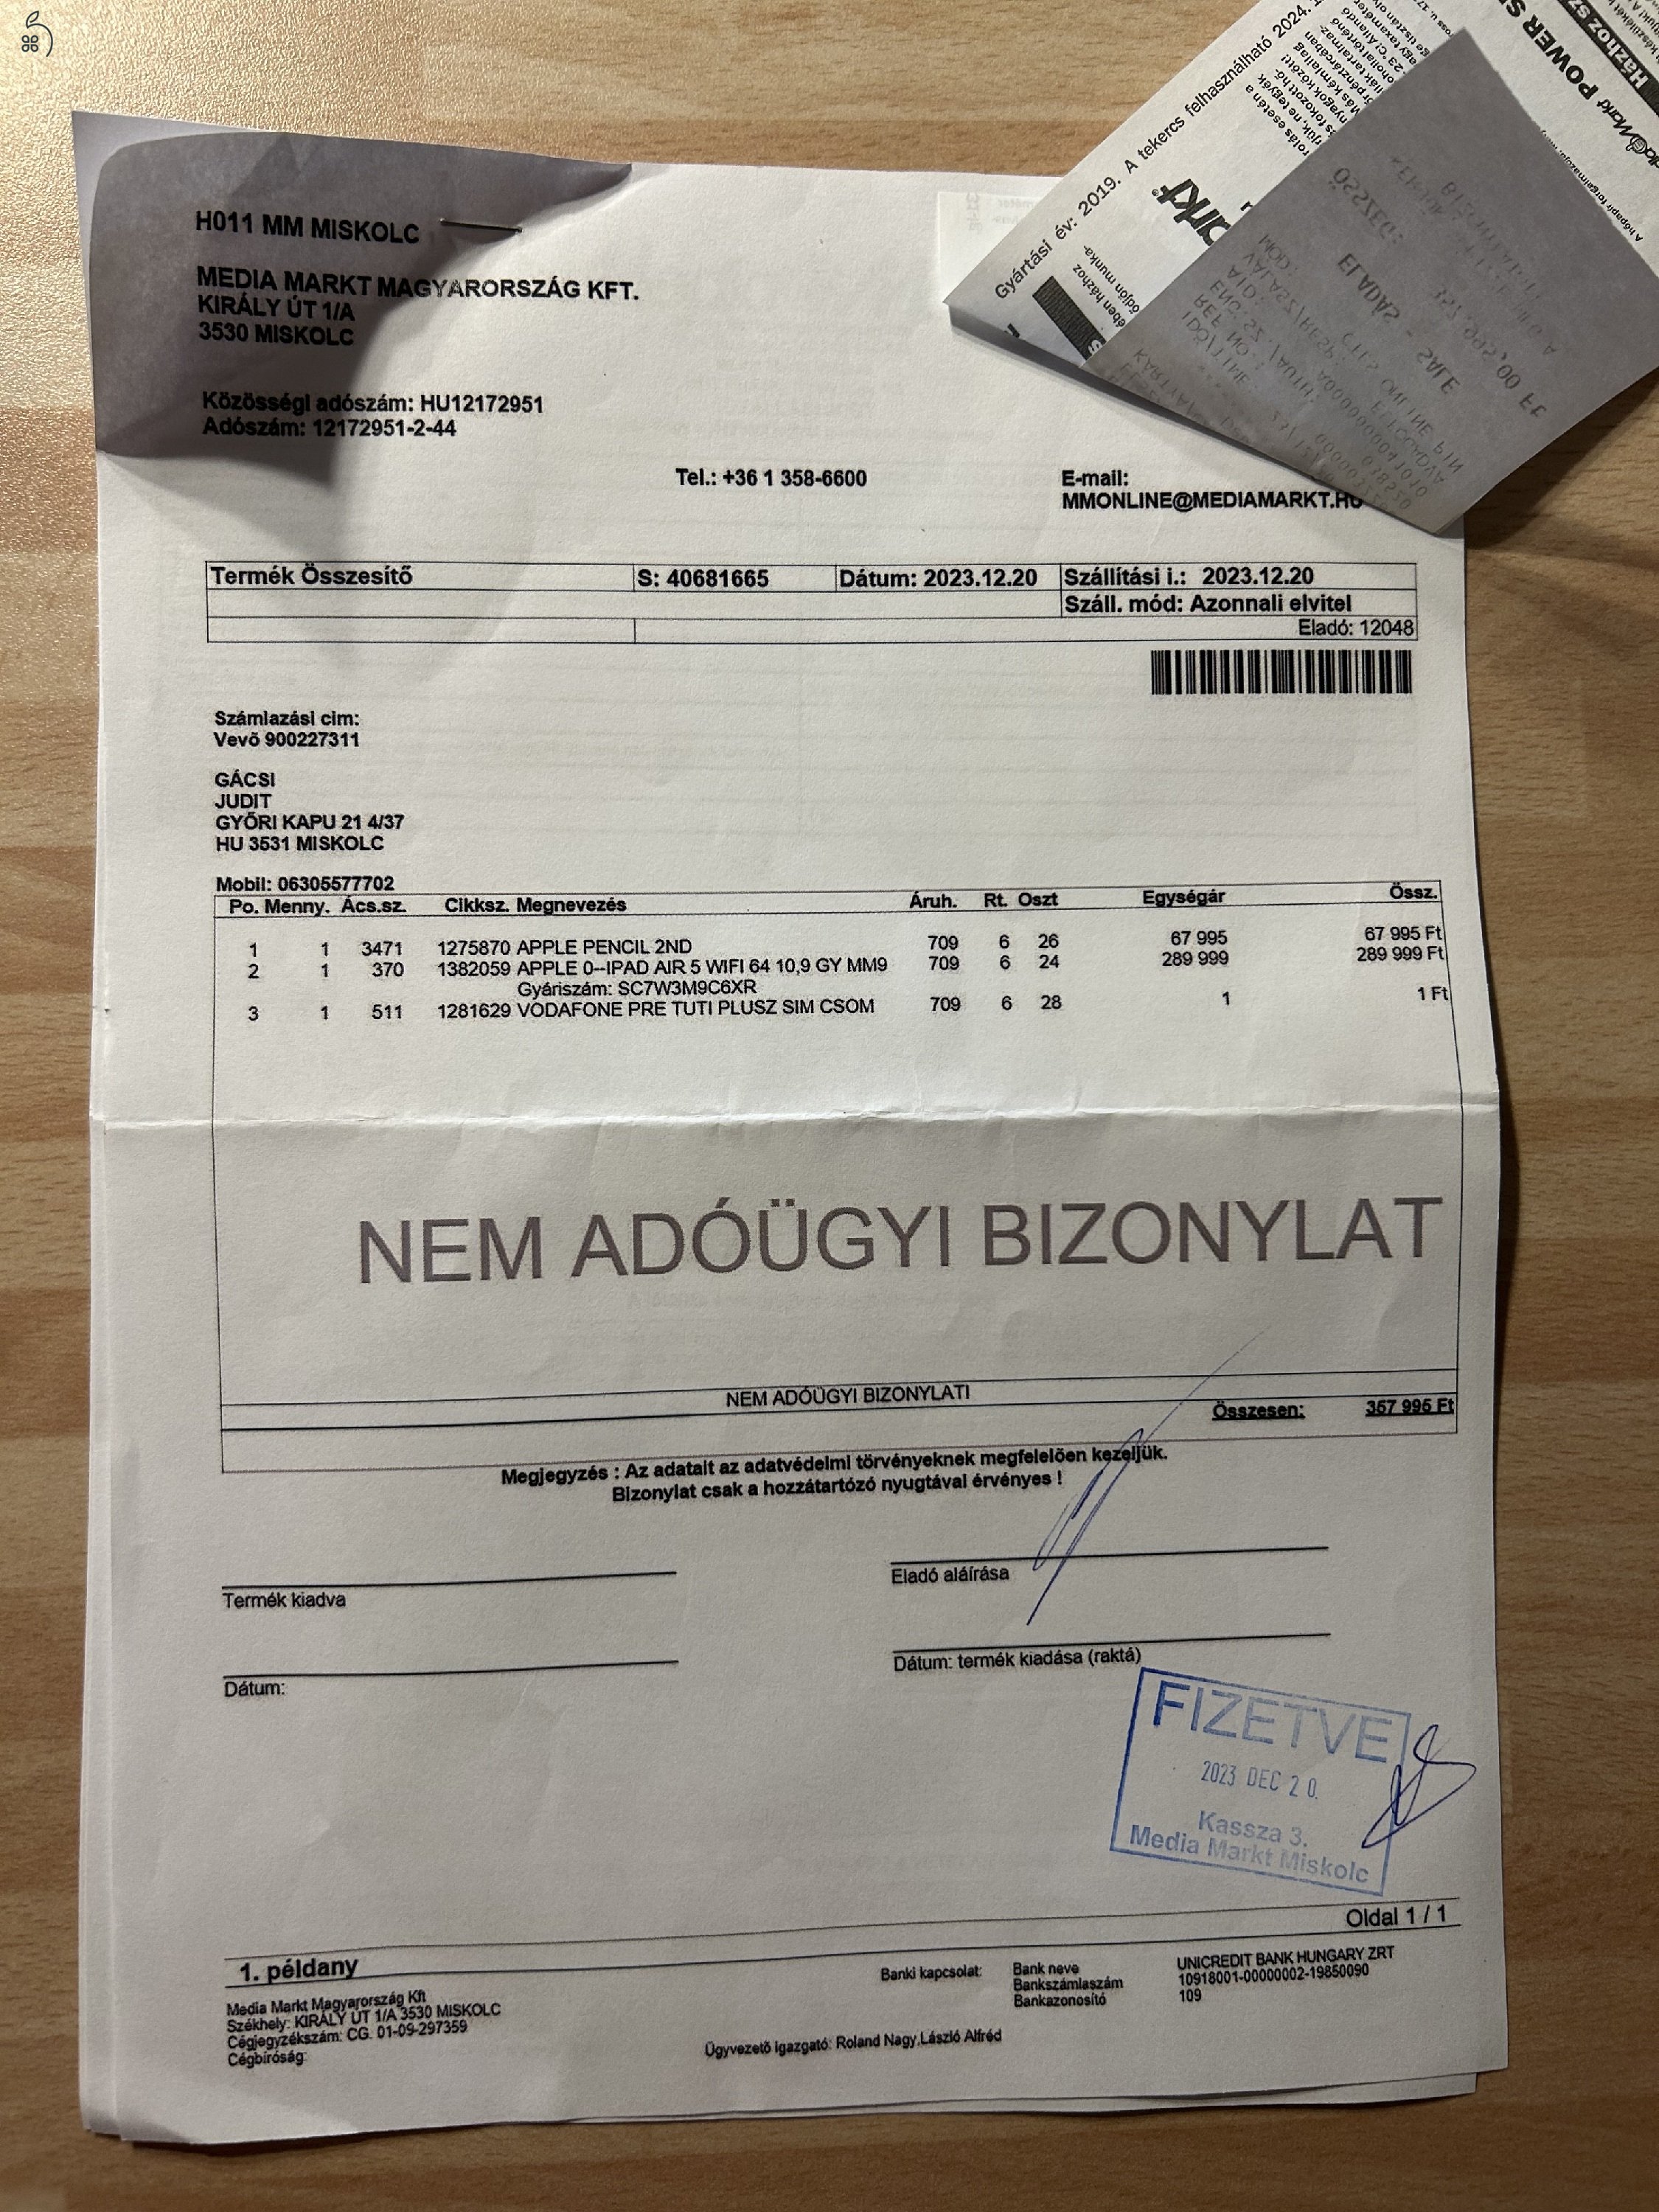 H011 MM MISKOLC
MEDIA MARKT MAGYARORSZÁG KFT.
KIRÁLY ÚT 1/A
3530 MISKOLC
Közösségi adószám: HU12172951
Adószám: 12172951-2-44
Tel.: +36 1 358-6600
E-mail:
MMONLINE@MEDIAMARKT.HU
Gyártási év: 2019. A tekercs felhasználható 2024.
POWER
Házhoz
ELADÁS - SALE
ÖSSZEG: 357 995,00 Ft
Termék Összesítő S: 40681665 Dátum: 2023.12.20 Szállítási i.: 2023.12.20
Száll. mód: Azonnali elvitel
Eladó: 12048
Számlazási cim:
Vevő 900227311
GÁCSI
JUDIT
GYŐRI KAPU 21 4/37
HU 3531 MISKOLC
Mobil: 06305577702
Po. Menny. Ács.sz. Cikksz. Megnevezés Áruh. Rt. Oszt Egységár Össz.
1 1 3471 1275870 APPLE PENCIL 2ND 709 6 26 67 995 67 995 Ft
2 1 370 1382059 APPLE 0--IPAD AIR 5 WIFI 64 10,9 GY MM9 709 6 24 289 999 289 999 Ft
Gyáriszám: SC7W3M9C6XR
3 1 511 1281629 VODAFONE PRE TUTI PLUSZ SIM CSOM 709 6 28 1 1 Ft
NEM ADÓÜGYI BIZONYLAT
NEM ADÓÜGYI BIZONYLATI
Összesen: 357 995 Ft
Megjegyzés : Az adatait az adatvédelmi törvényeknek megfelelően kezeljük.
Bizonylat csak a hozzátartózó nyugtával érvényes !
Termék kiadva
Eladó aláírása
Dátum:
Dátum: termék kiadása (raktá)
FIZETVE
2023 DEC 20.
Kassza 3.
Media Markt Miskolc
Oldal 1 / 1
1. példany
Media Markt Magyarország Kft
Székhely: KIRÁLY ÚT 1/A 3530 MISKOLC
Cégjegyzékszám: CG. 01-09-297359
Cégbíróság:
Banki kapcsolat: Bank neve UNICREDIT BANK HUNGARY ZRT
Bankszámlaszám 10918001-00000002-19850090
Bankazonosító 109
Ügyvezető igazgató: Roland Nagy,László Alfréd